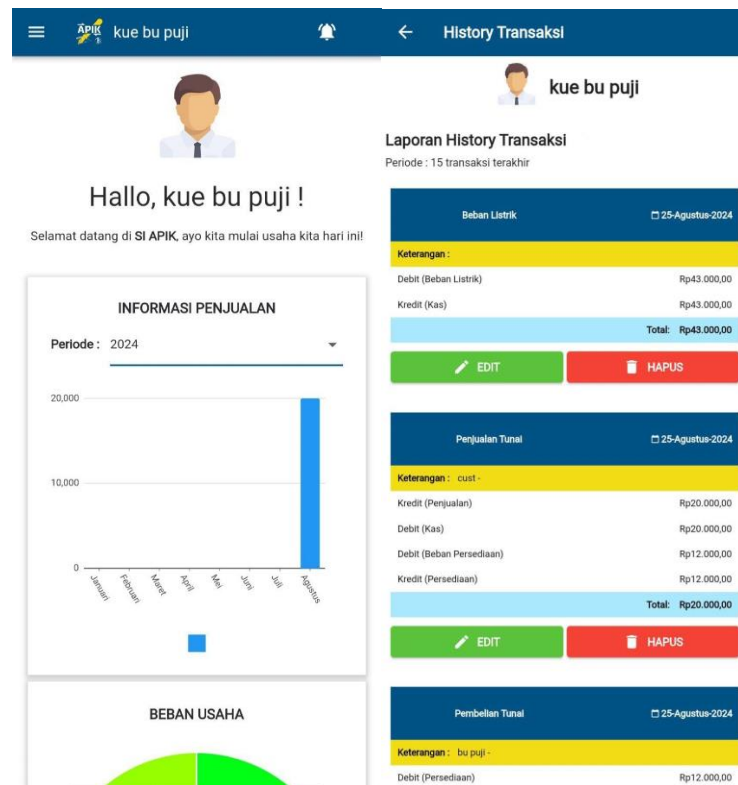 APIK
kue bu puji
Hallo, kue bu puji !
Selamat datang di SI APIK, ayo kita mulai usaha kita hari ini!
INFORMASI PENJUALAN
Periode : 2024
20,000
10,000
0
Januari
Februari
Maret
April
Mei
Juni
Juli
Agustus
BEBAN USAHA
History Transaksi
kue bu puji
Laporan History Transaksi
Periode : 15 transaksi terakhir
Beban Listrik 25-Agustus-2024
Keterangan :
Debit (Beban Listrik) Rp43.000,00
Kredit (Kas) Rp43.000,00
Total: Rp43.000,00
EDIT HAPUS
Penjualan Tunai 25-Agustus-2024
Keterangan : cust -
Kredit (Penjualan) Rp20.000,00
Debit (Kas) Rp20.000,00
Debit (Beban Persediaan) Rp12.000,00
Kredit (Persediaan) Rp12.000,00
Total: Rp20.000,00
EDIT HAPUS
Pembelian Tunai 25-Agustus-2024
Keterangan : bu puji -
Debit (Persediaan) Rp12.000,00